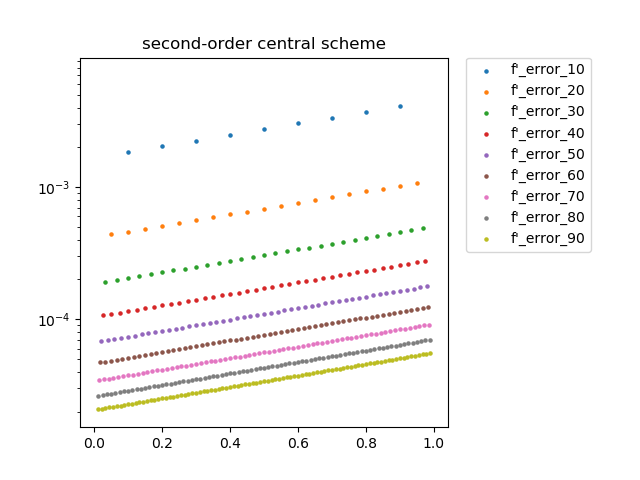 second-order central scheme
10⁻³
10⁻⁴
0.0 0.2 0.4 0.6 0.8 1.0
f'_error_10
f'_error_20
f'_error_30
f'_error_40
f'_error_50
f'_error_60
f'_error_70
f'_error_80
f'_error_90